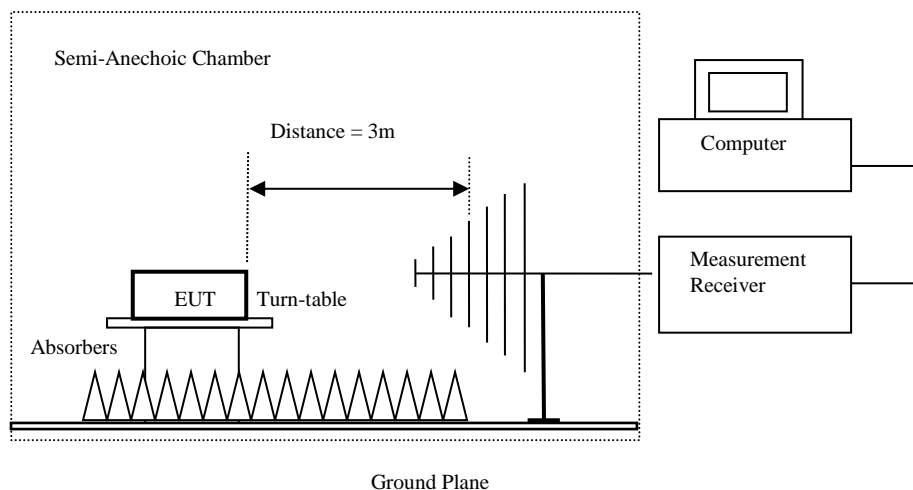 Semi-Anechoic Chamber
Distance = 3m
Computer
Measurement
Receiver
EUT
Turn-table
Absorbers
Ground Plane